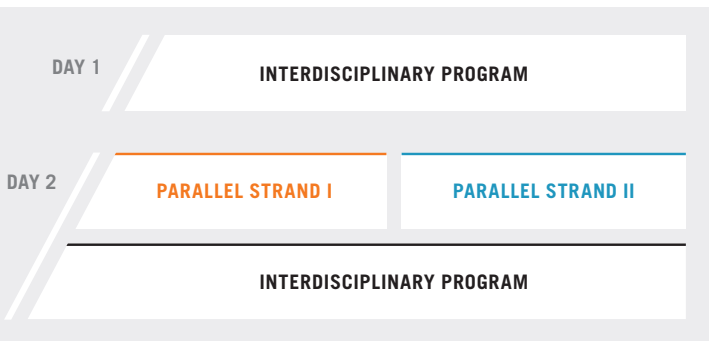 DAY 1
INTERDISCIPLINARY PROGRAM
DAY 2
PARALLEL STRAND I
PARALLEL STRAND II
INTERDISCIPLINARY PROGRAM